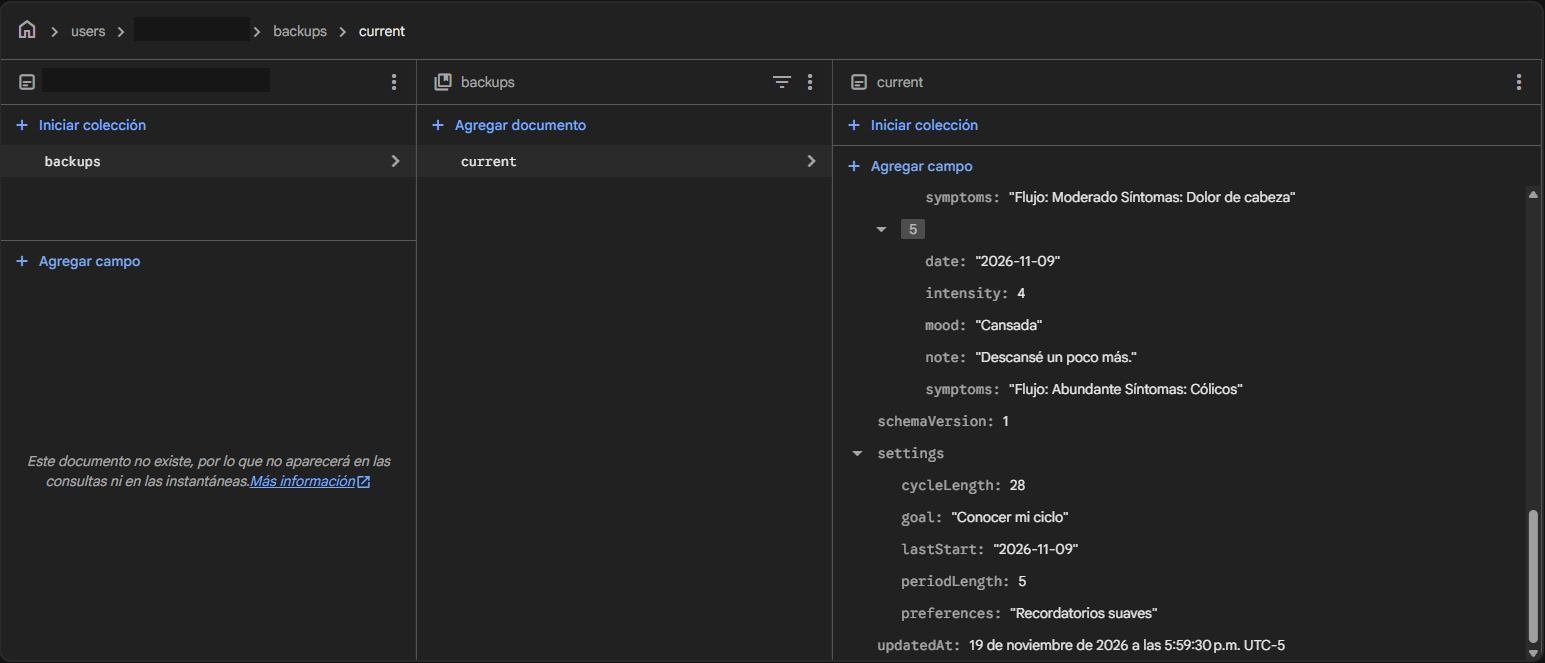 users > backups > current
backups
current
+ Iniciar colección
+ Agregar documento
+ Iniciar colección
backups
current
+ Agregar campo
symptoms: "Flujo: Moderado Síntomas: Dolor de cabeza"
5
date: "2026-11-09"
intensity: 4
mood: "Cansada"
note: "Descansé un poco más."
symptoms: "Flujo: Abundante Síntomas: Cólicos"
schemaVersion: 1
settings
cycleLength: 28
goal: "Conocer mi ciclo"
lastStart: "2026-11-09"
periodLength: 5
preferences: "Recordatorios suaves"
updatedAt: 19 de noviembre de 2026 a las 5:59:30 p.m. UTC-5
+ Agregar campo
Este documento no existe, por lo que no aparecerá en las
consultas ni en las instantáneas.Más información